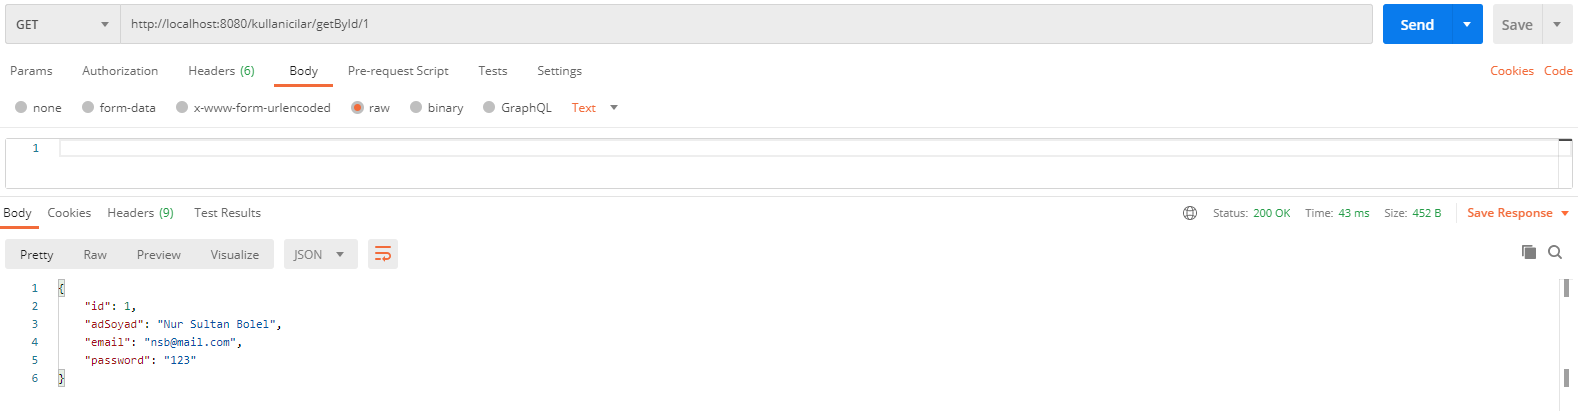 GET http://localhost:8080/kullanicilar/getById/1 Send Save
Params Authorization Headers (6) Body Pre-request Script Tests Settings Cookies Code
none form-data x-www-form-urlencoded raw binary GraphQL Text
1
Body Cookies Headers (9) Test Results Status: 200 OK Time: 43 ms Size: 452 B Save Response
Pretty Raw Preview Visualize JSON
1 {
2 "id": 1,
3 "adSoyad": "Nur Sultan Bolel",
4 "email": "nsb@mail.com",
5 "password": "123"
6 }